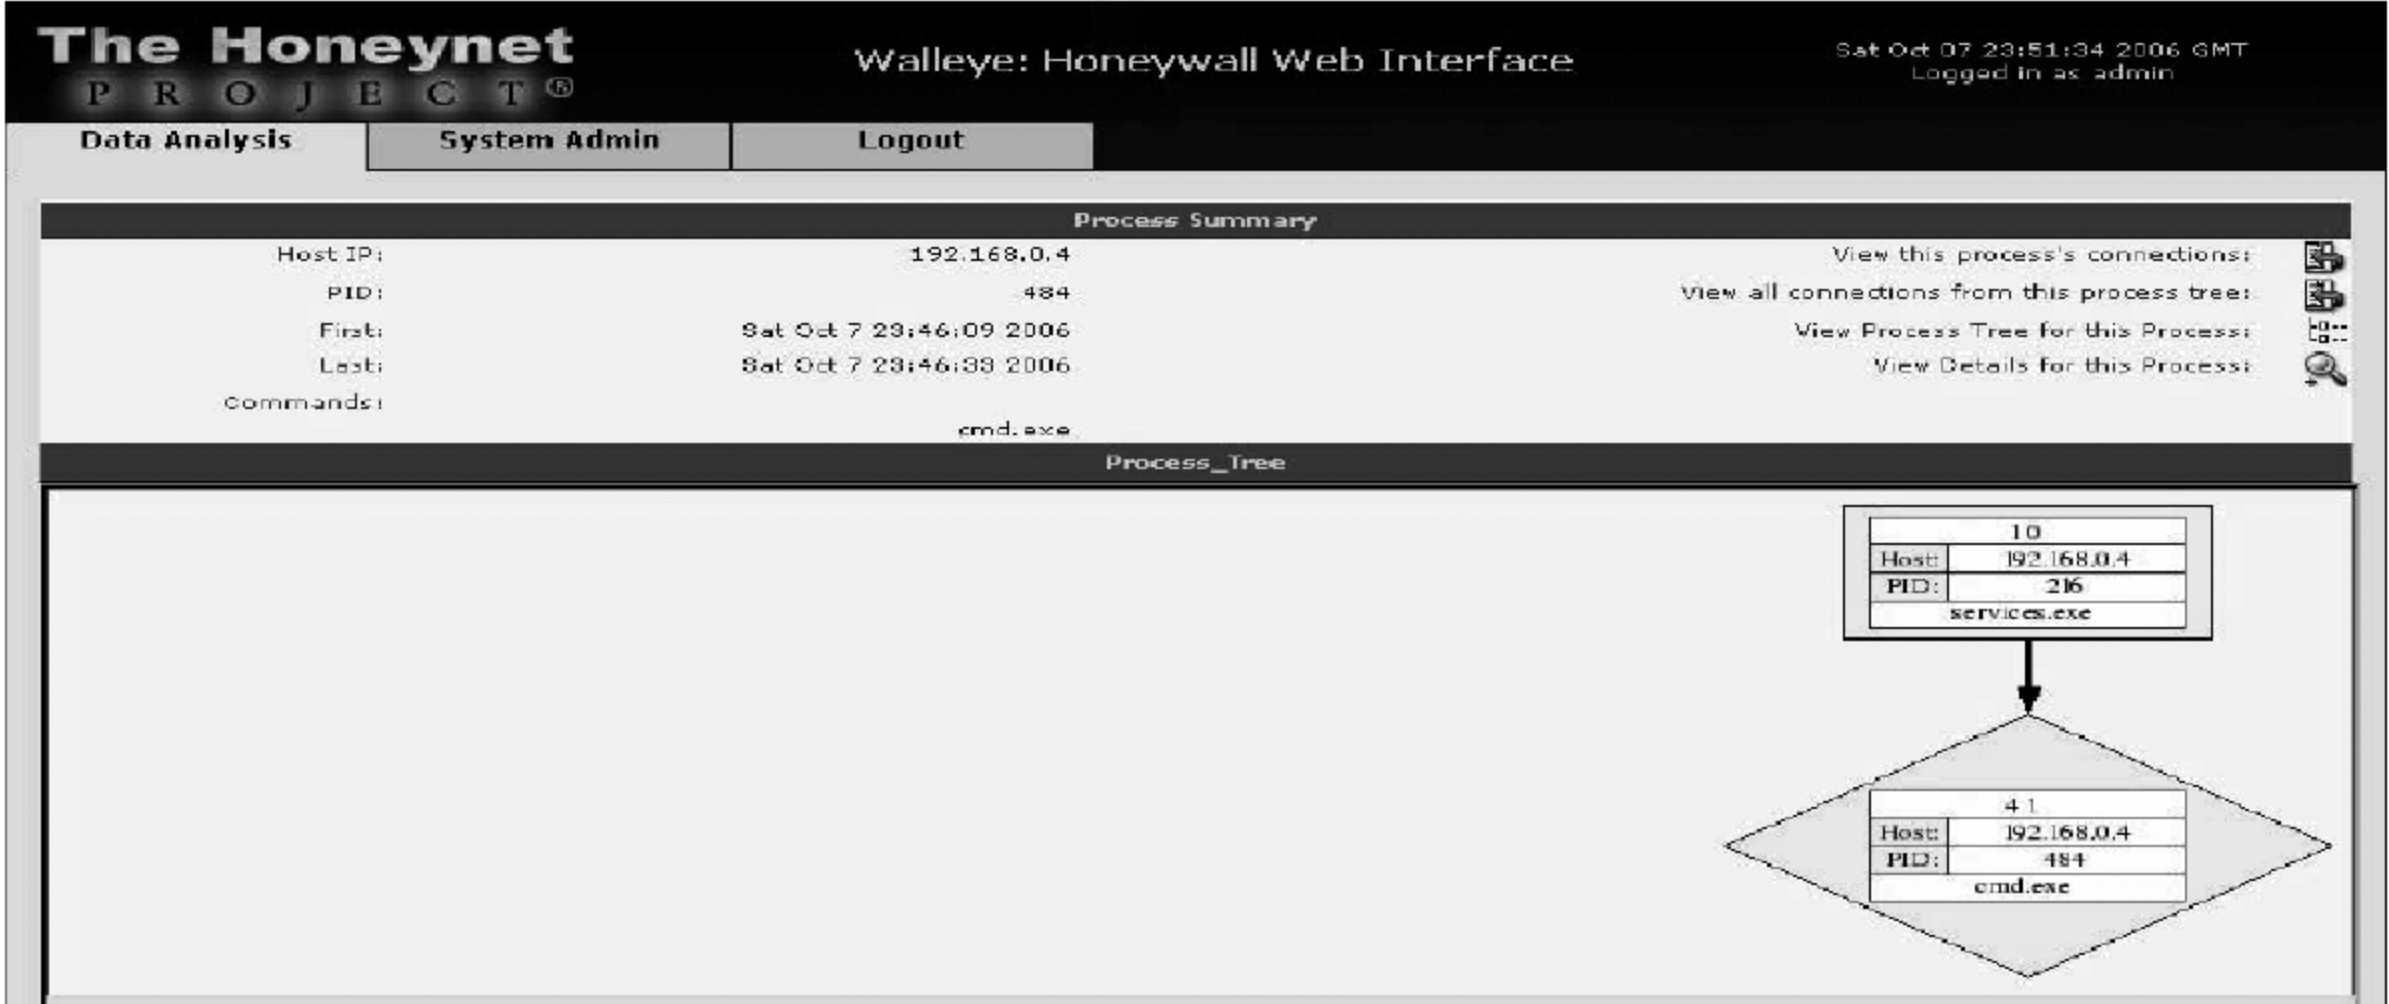 The Honeynet
PROJECT®
Walleye: Honeywall Web Interface
Sat Oct 07 23:51:34 2006 GMT
Logged in as admin
Data Analysis
System Admin
Logout
Process Summary
Host IP: 192.168.0.4 View this process's connections:
PID: 484 View all connections from this process tree:
First: Sat Oct 7 23:46:09 2006 View Process Tree for this Process:
Last: Sat Oct 7 23:46:33 2006 View Details for this Process:
Commands:
cmd.exe
Process_Tree
10
Host: 192.168.0.4
PID: 216
services.exe
41
Host: 192.168.0.4
PID: 484
cmd.exe